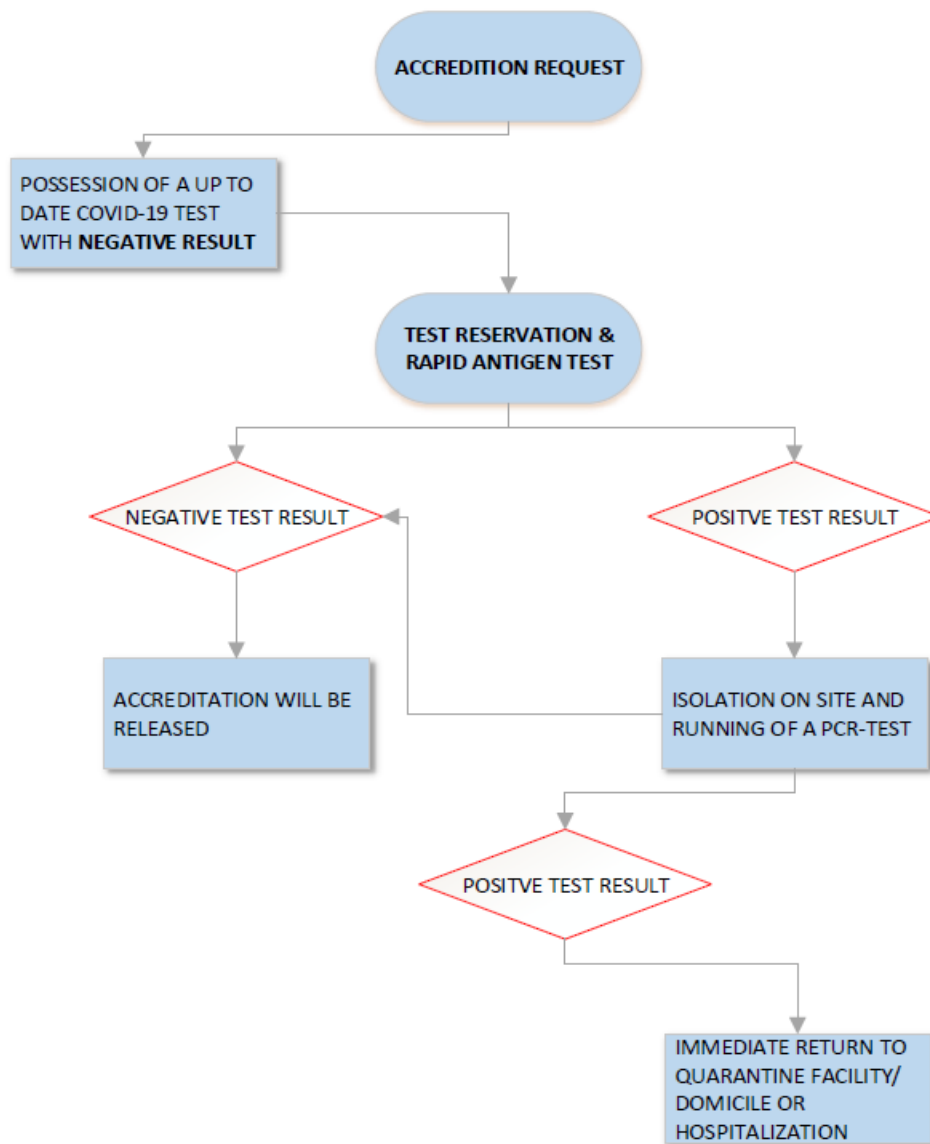 ACCREDITION REQUEST
POSSESSION OF A UP TO
DATE COVID-19 TEST
WITH NEGATIVE RESULT
TEST RESERVATION &
RAPID ANTIGEN TEST
NEGATIVE TEST RESULT
POSITVE TEST RESULT
ACCREDITATION WILL BE
RELEASED
ISOLATION ON SITE AND
RUNNING OF A PCR-TEST
POSITVE TEST RESULT
IMMEDIATE RETURN TO
QUARANTINE FACILITY/
DOMICILE OR
HOSPITALIZATION